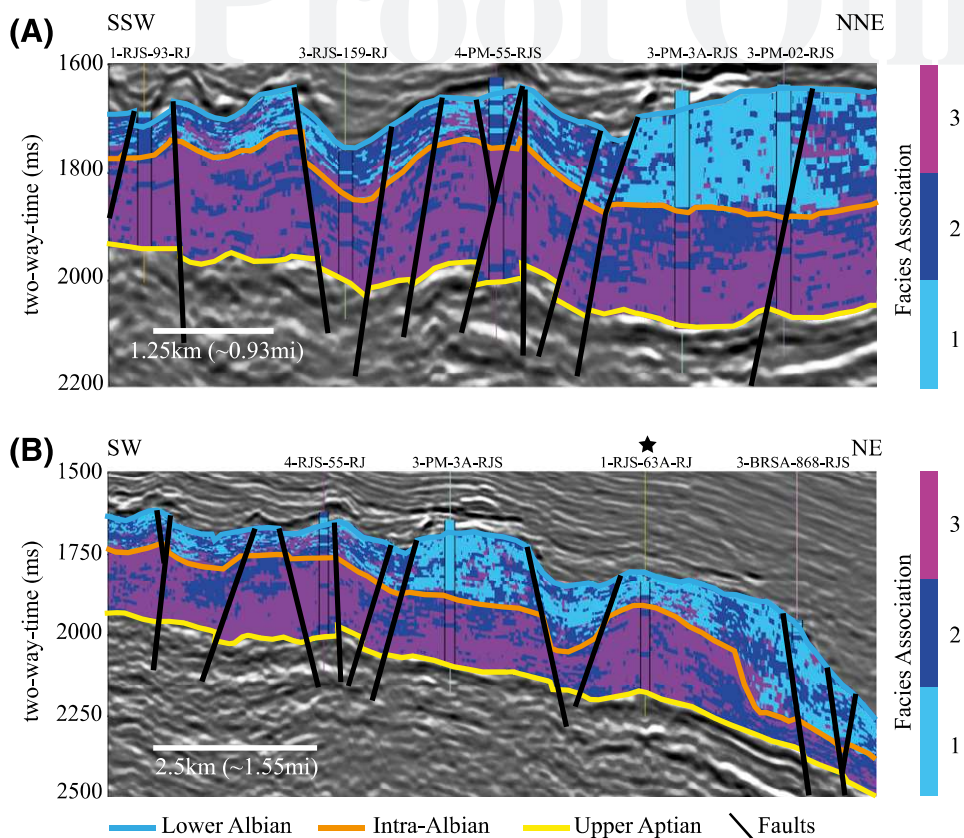 Proof Onl
(A)
SSW
NNE
1-RJS-93-RJ
3-RJS-159-RJ
4-PM-55-RJS
3-PM-3A-RJS
3-PM-02-RJS
1600
1800
2000
2200
two-way-time (ms)
1.25km (~0.93mi)
3
2
1
Facies Association
(B)
SW
NE
★
4-RJS-55-RJ
3-PM-3A-RJS
1-RJS-63A-RJ
3-BRSA-868-RJS
1500
1750
2000
2250
2500
two-way-time (ms)
2.5km (~1.55mi)
3
2
1
Facies Association
Lower Albian Intra-Albian Upper Aptian Faults